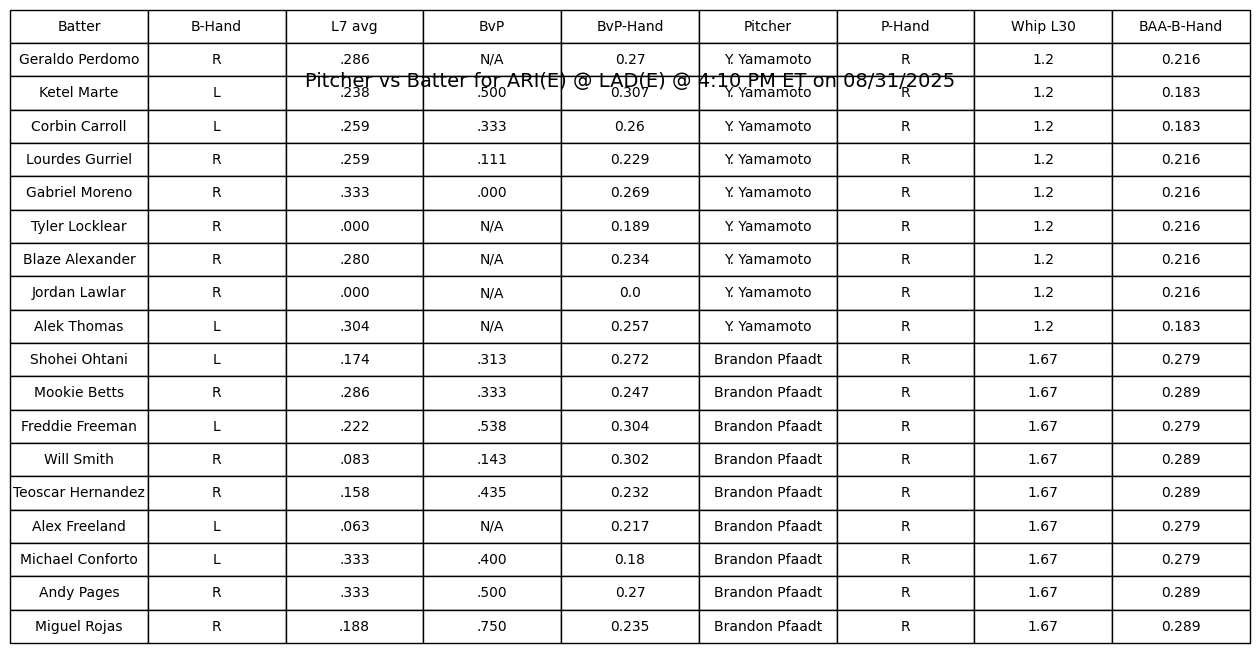 Batter B-Hand L7 avg BvP BvP-Hand Pitcher P-Hand Whip L30 BAA-B-Hand
Geraldo Perdomo R .286 N/A 0.27 Y. Yamamoto R 1.2 0.216
Pitcher vs Batter for ARI(E) @ LAD(E) @ 4:10 PM ET on 08/31/2025
Ketel Marte L .238 .500 0.307 Y. Yamamoto R 1.2 0.183
Corbin Carroll L .259 .333 0.26 Y. Yamamoto R 1.2 0.183
Lourdes Gurriel R .259 .111 0.229 Y. Yamamoto R 1.2 0.216
Gabriel Moreno R .333 .000 0.269 Y. Yamamoto R 1.2 0.216
Tyler Locklear R .000 N/A 0.189 Y. Yamamoto R 1.2 0.216
Blaze Alexander R .280 N/A 0.234 Y. Yamamoto R 1.2 0.216
Jordan Lawlar R .000 N/A 0.0 Y. Yamamoto R 1.2 0.216
Alek Thomas L .304 N/A 0.257 Y. Yamamoto R 1.2 0.183
Shohei Ohtani L .174 .313 0.272 Brandon Pfaadt R 1.67 0.279
Mookie Betts R .286 .333 0.247 Brandon Pfaadt R 1.67 0.289
Freddie Freeman L .222 .538 0.304 Brandon Pfaadt R 1.67 0.279
Will Smith R .083 .143 0.302 Brandon Pfaadt R 1.67 0.289
Teoscar Hernandez R .158 .435 0.232 Brandon Pfaadt R 1.67 0.289
Alex Freeland L .063 N/A 0.217 Brandon Pfaadt R 1.67 0.279
Michael Conforto L .333 .400 0.18 Brandon Pfaadt R 1.67 0.279
Andy Pages R .333 .500 0.27 Brandon Pfaadt R 1.67 0.289
Miguel Rojas R .188 .750 0.235 Brandon Pfaadt R 1.67 0.289